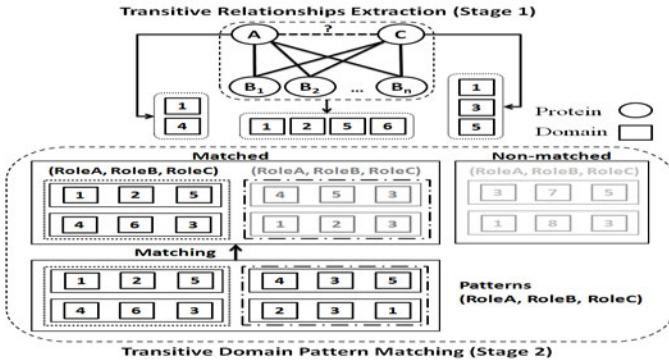 Transitive Relationships Extraction (Stage 1)
A ? C
B1 B2 ... Bn
1
4
1 2 5 6
1
3
5
Protein
Domain
Matched
(RoleA, RoleB, RoleC)
1 2 5
4 6 3
(RoleA, RoleB, RoleC)
4 5 3
1 2 3
Non-matched
(RoleA, RoleB, RoleC)
3 7 5
1 8 3
Matching
1 2 5
4 6 3
4 3 5
2 3 1
Patterns
(RoleA, RoleB, RoleC)
Transitive Domain Pattern Matching (Stage 2)